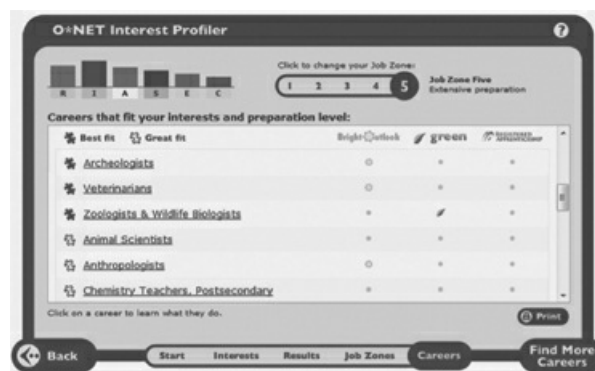 O*NET Interest Profiler
?
Click to change your Job Zone:
1 2 3 4 5
Job Zone Five
Extensive preparation
R I A S E C
Careers that fit your interests and preparation level:
Best fit Great fit Bright Outlook green REGISTERED APPRENTICESHIP
Archeologists
Veterinarians
Zoologists & Wildlife Biologists
Animal Scientists
Anthropologists
Chemistry Teachers, Postsecondary
Click on a career to learn what they do.
Print
Back
Start Interests Results Job Zones Careers
Find More
Careers